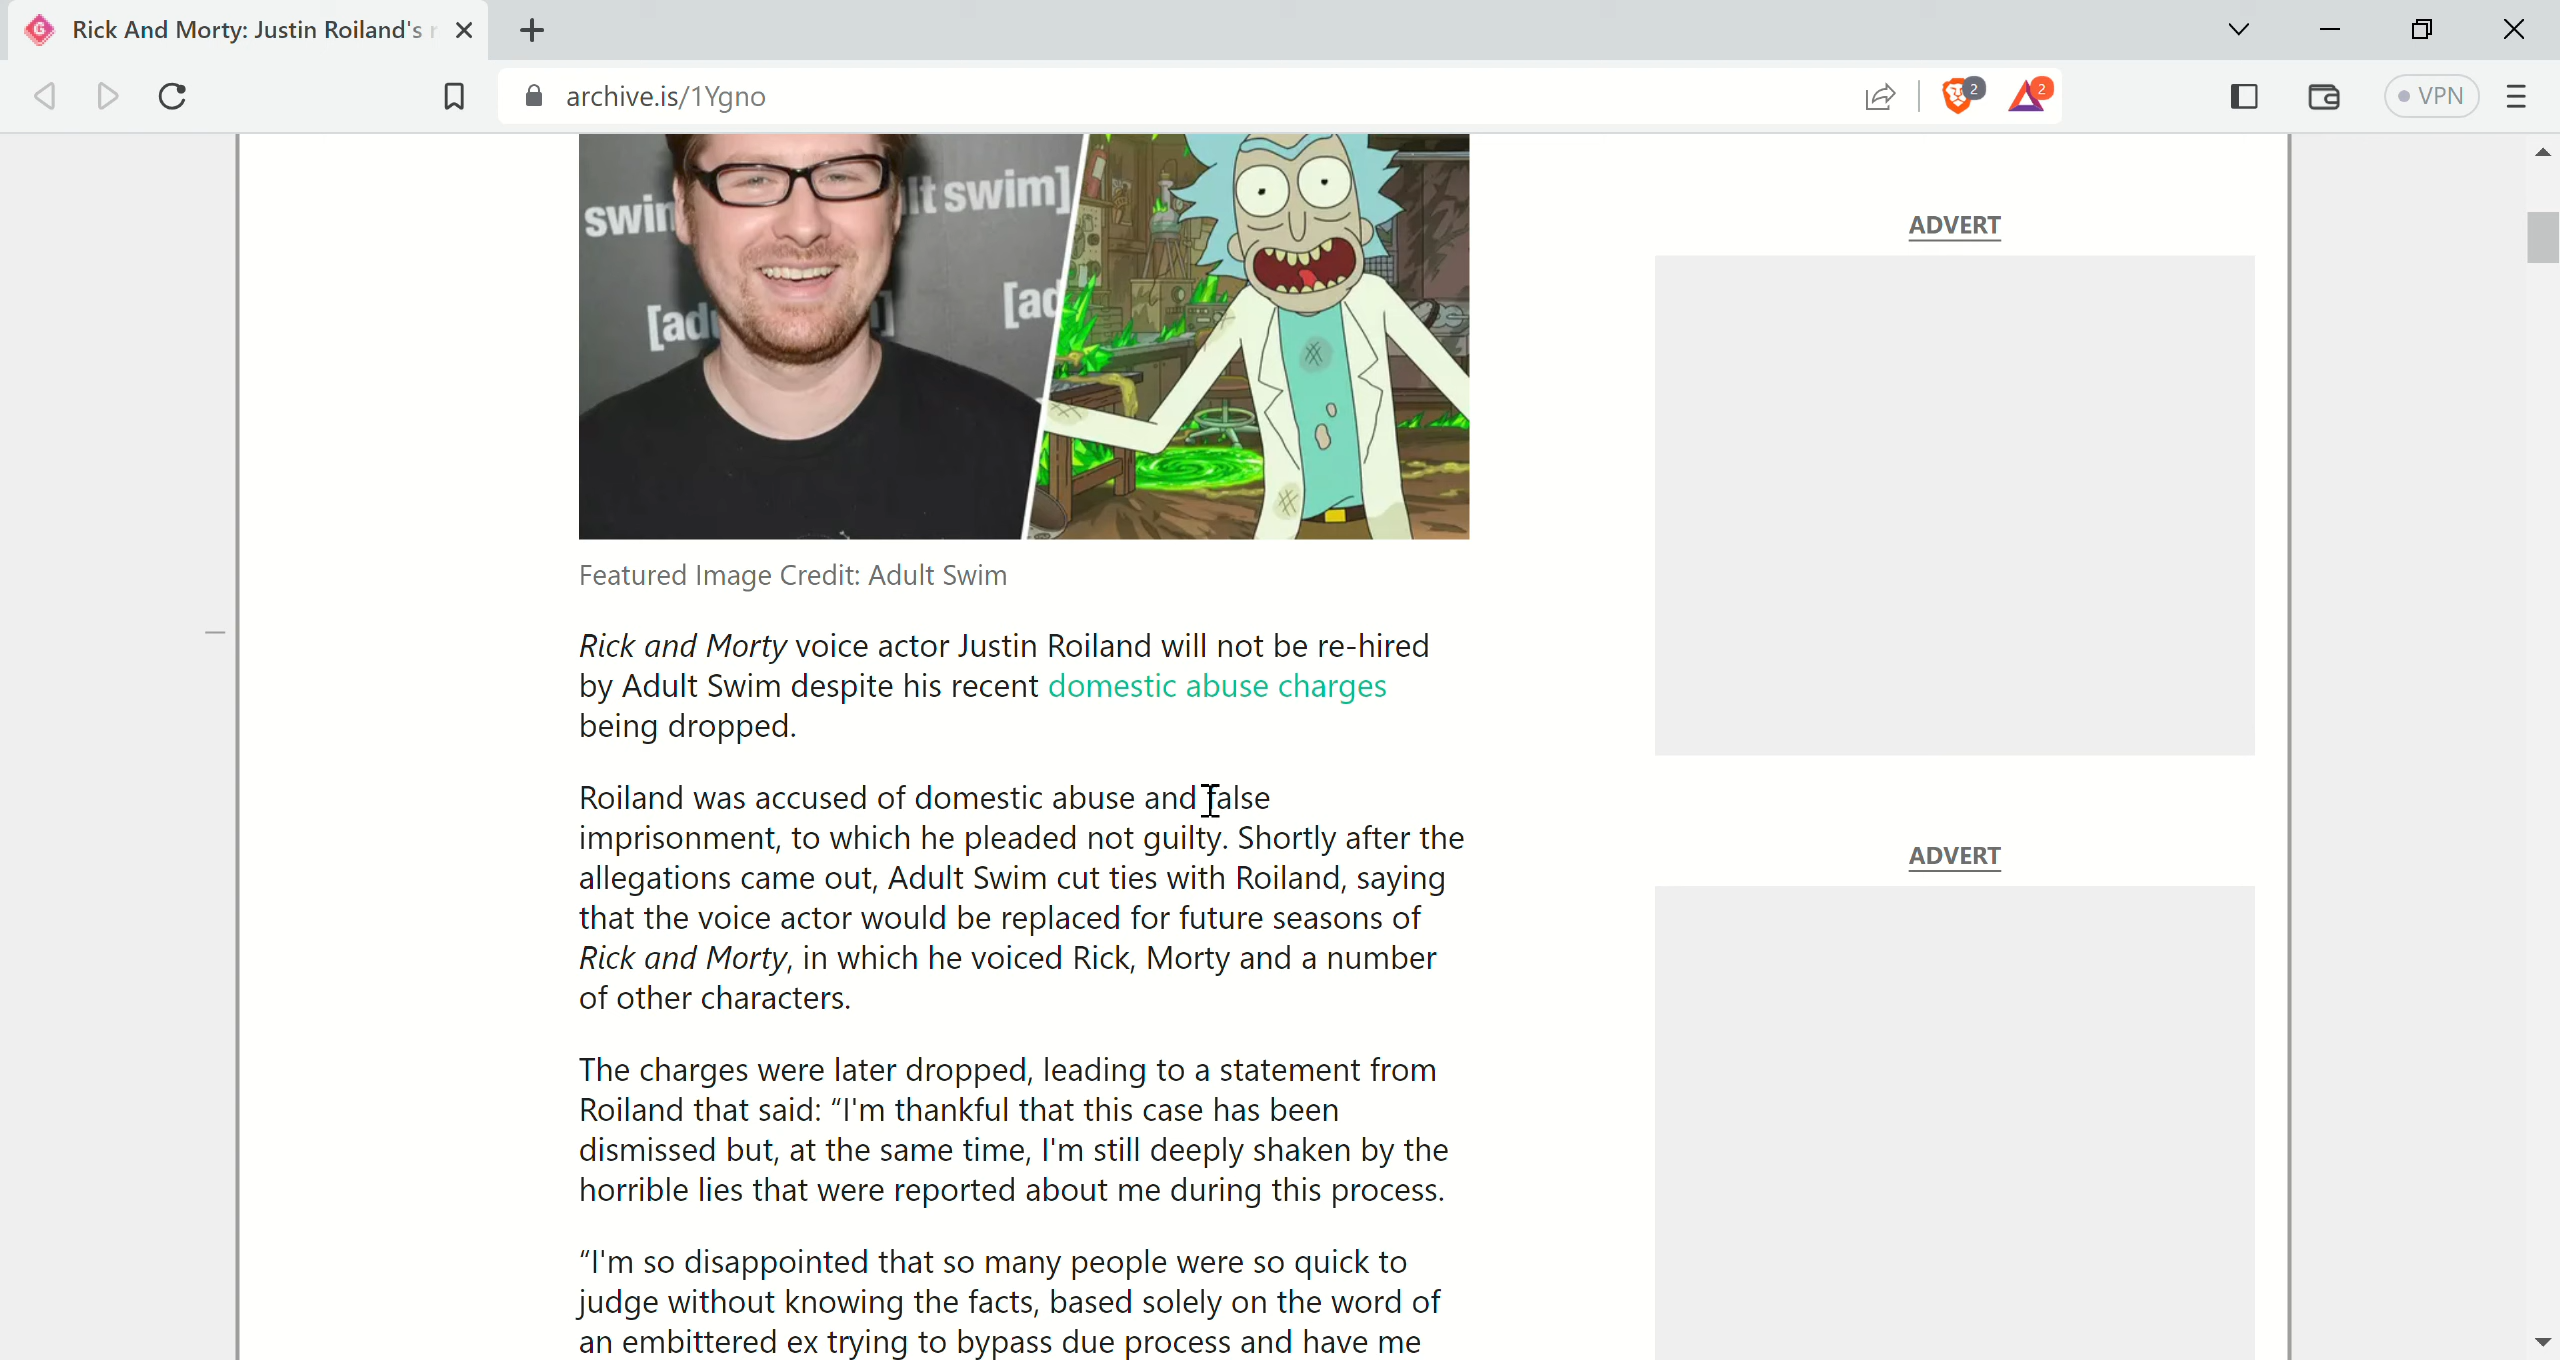 Rick And Morty: Justin Roiland's
archive.is/1Ygno
2
2
VPN
swim
lt swim]
[adu
[ad
ADVERT
Featured Image Credit: Adult Swim
Rick and Morty voice actor Justin Roiland will not be re-hired
by Adult Swim despite his recent domestic abuse charges
being dropped.
Roiland was accused of domestic abuse and false
imprisonment, to which he pleaded not guilty. Shortly after the
allegations came out, Adult Swim cut ties with Roiland, saying
that the voice actor would be replaced for future seasons of
Rick and Morty, in which he voiced Rick, Morty and a number
of other characters.
The charges were later dropped, leading to a statement from
Roiland that said: “I'm thankful that this case has been
dismissed but, at the same time, I'm still deeply shaken by the
horrible lies that were reported about me during this process.
“I'm so disappointed that so many people were so quick to
judge without knowing the facts, based solely on the word of
an embittered ex trying to bypass due process and have me
ADVERT